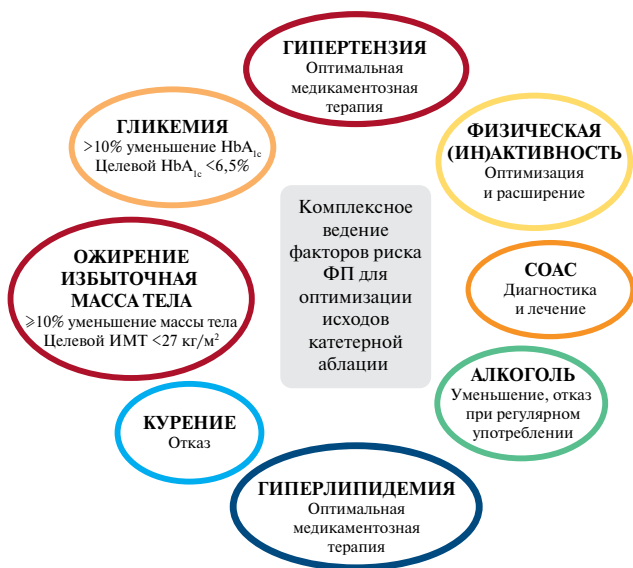 ГИПЕРТЕНЗИЯ
Оптимальная
медикаментозная
терапия
ГЛИКЕМИЯ
>10% уменьшение HbA1c
Целевой HbA1c <6,5%
ФИЗИЧЕСКАЯ
(ИН)АКТИВНОСТЬ
Оптимизация
и расширение
Комплексное
ведение
факторов риска
ФП для
оптимизации
исходов
катетерной
аблации
ОЖИРЕНИЕ
ИЗБЫТОЧНАЯ
МАССА ТЕЛА
⩾10% уменьшение массы тела
Целевой ИМТ <27 кг/м²
СОАС
Диагностика
и лечение
АЛКОГОЛЬ
Уменьшение, отказ
при регулярном
употреблении
КУРЕНИЕ
Отказ
ГИПЕРЛИПИДЕМИЯ
Оптимальная
медикаментозная
терапия